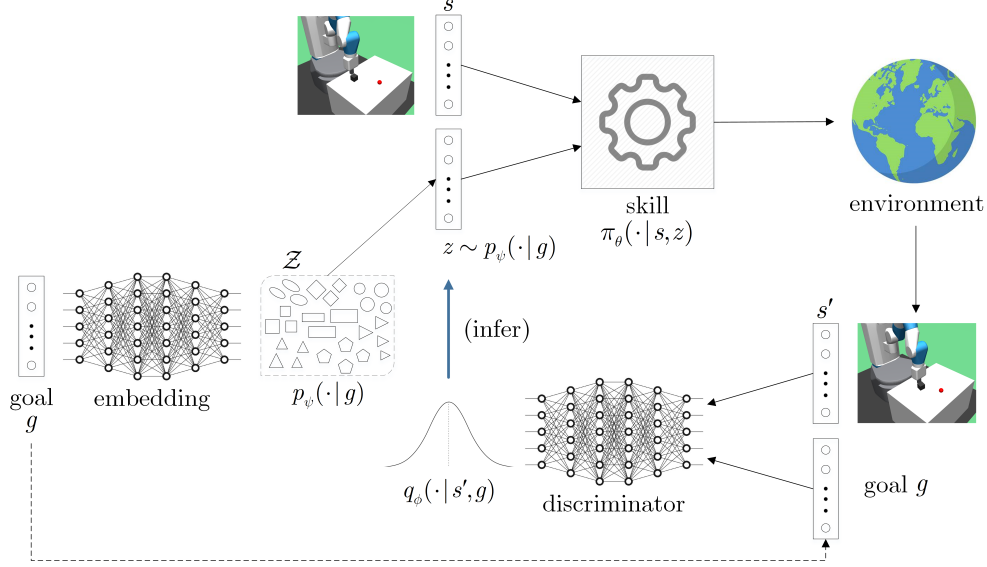 s
skill
π_θ(·|s, z)
environment
z ∼ p_ψ(·|g)
𝒵
(infer)
s′
goal
g
embedding
p_ψ(·|g)
q_ϕ(·|s′, g)
discriminator
goal g